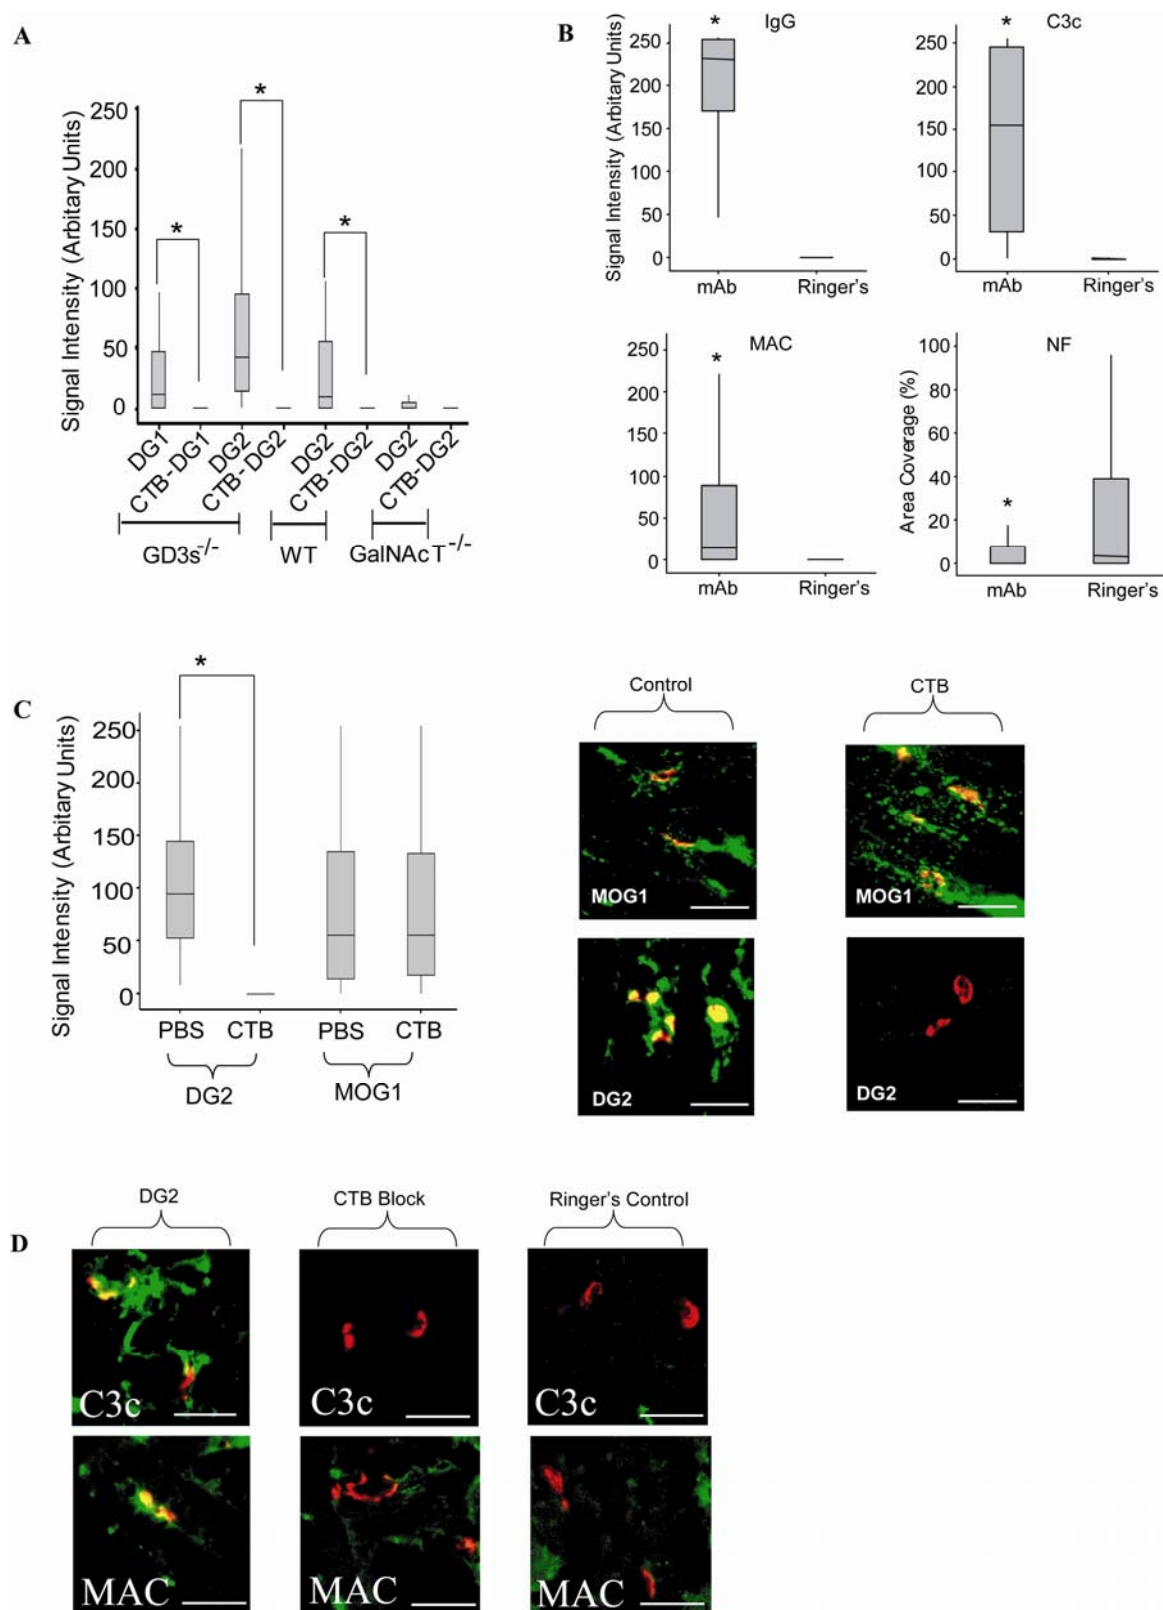 A
Signal Intensity (Arbitary Units)
250
200
150
100
50
0
*
*
*
DG1
CTB-DG1
DG2
CTB-DG2
DG2
CTB-DG2
DG2
CTB-DG2
GD3s-/-
WT
GalNAcT-/-
B
Signal Intensity (Arbitary Units)
IgG
*
250
200
150
100
50
0
mAb
Ringer's
C3c
*
250
200
150
100
50
0
mAb
Ringer's
MAC
*
250
200
150
100
50
0
mAb
Ringer's
NF
Area Coverage (%)
100
80
60
40
20
0
*
mAb
Ringer's
C
Signal Intensity (Arbitary Units)
250
200
150
100
50
0
*
PBS
CTB
PBS
CTB
DG2
MOG1
Control
CTB
MOG1
MOG1
DG2
DG2
D
DG2
CTB Block
Ringer's Control
C3c
C3c
C3c
MAC
MAC
MAC